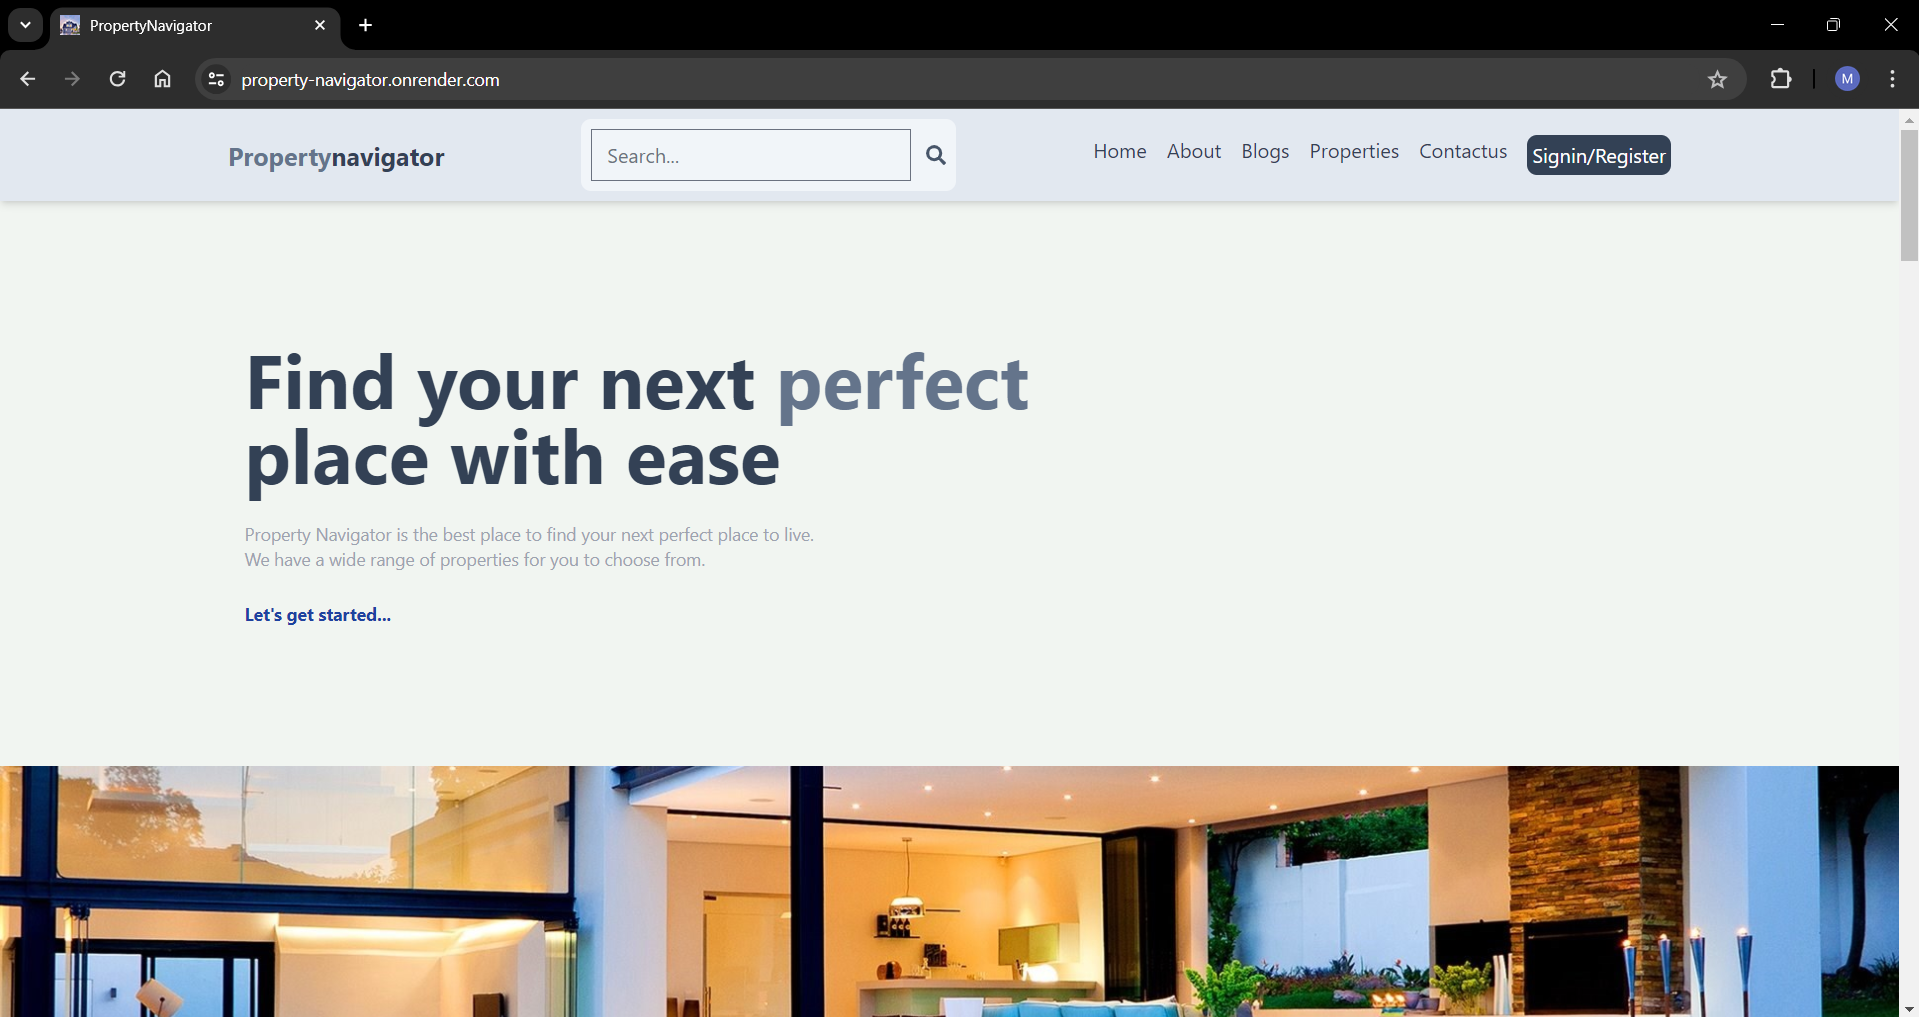 PropertyNavigator
property-navigator.onrender.com
M
Propertynavigator
Search...
Home About Blogs Properties Contactus Signin/Register
Find your next perfect
place with ease
Property Navigator is the best place to find your next perfect place to live.
We have a wide range of properties for you to choose from.
Let's get started...